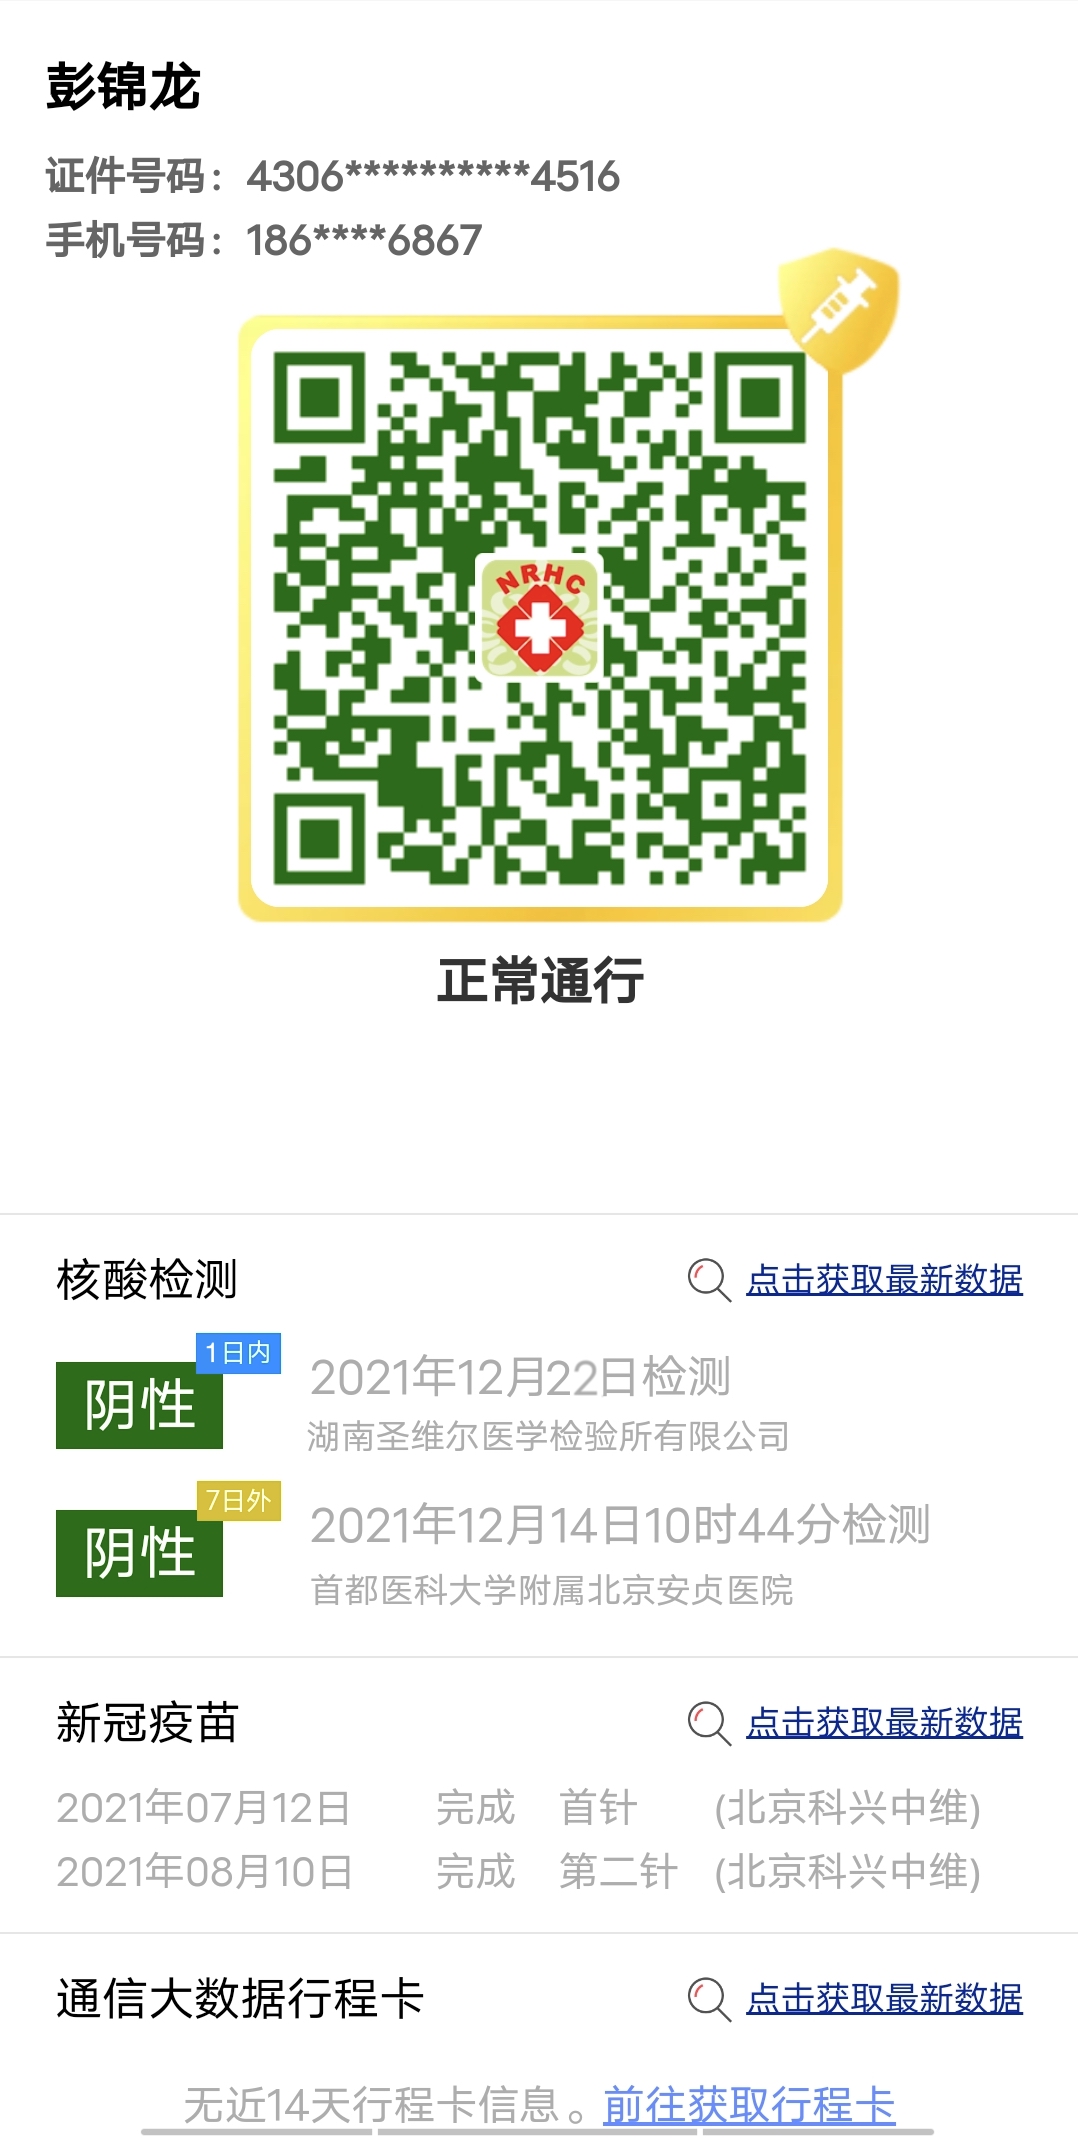 彭锦龙
证件号码：4306**********4516
手机号码：186****6867
NRHC
正常通行
核酸检测 点击获取最新数据
1日内
阴性 2021年12月22日检测
湖南圣维尔医学检验所有限公司
7日外
阴性 2021年12月14日10时44分检测
首都医科大学附属北京安贞医院
新冠疫苗 点击获取最新数据
2021年07月12日 完成 首针 (北京科兴中维)
2021年08月10日 完成 第二针 (北京科兴中维)
通信大数据行程卡 点击获取最新数据
无近14天行程卡信息。前往获取行程卡